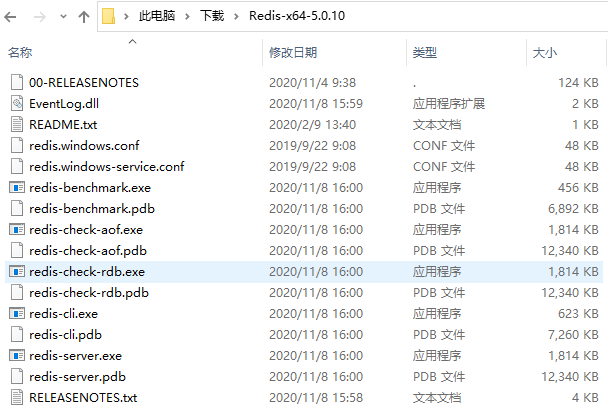 此电脑 > 下载 > Redis-x64-5.0.10
名称 修改日期 类型 大小
00-RELEASENOTES 2020/11/4 9:38 . 124 KB
EventLog.dll 2020/11/8 15:59 应用程序扩展 2 KB
README.txt 2020/2/9 13:40 文本文档 1 KB
redis.windows.conf 2019/9/22 9:08 CONF 文件 48 KB
redis.windows-service.conf 2019/9/22 9:08 CONF 文件 48 KB
redis-benchmark.exe 2020/11/8 16:00 应用程序 456 KB
redis-benchmark.pdb 2020/11/8 16:00 PDB 文件 6,892 KB
redis-check-aof.exe 2020/11/8 16:00 应用程序 1,814 KB
redis-check-aof.pdb 2020/11/8 16:00 PDB 文件 12,340 KB
redis-check-rdb.exe 2020/11/8 16:00 应用程序 1,814 KB
redis-check-rdb.pdb 2020/11/8 16:00 PDB 文件 12,340 KB
redis-cli.exe 2020/11/8 16:00 应用程序 623 KB
redis-cli.pdb 2020/11/8 16:00 PDB 文件 7,260 KB
redis-server.exe 2020/11/8 16:00 应用程序 1,814 KB
redis-server.pdb 2020/11/8 16:00 PDB 文件 12,340 KB
RELEASENOTES.txt 2020/11/8 15:58 文本文档 4 KB